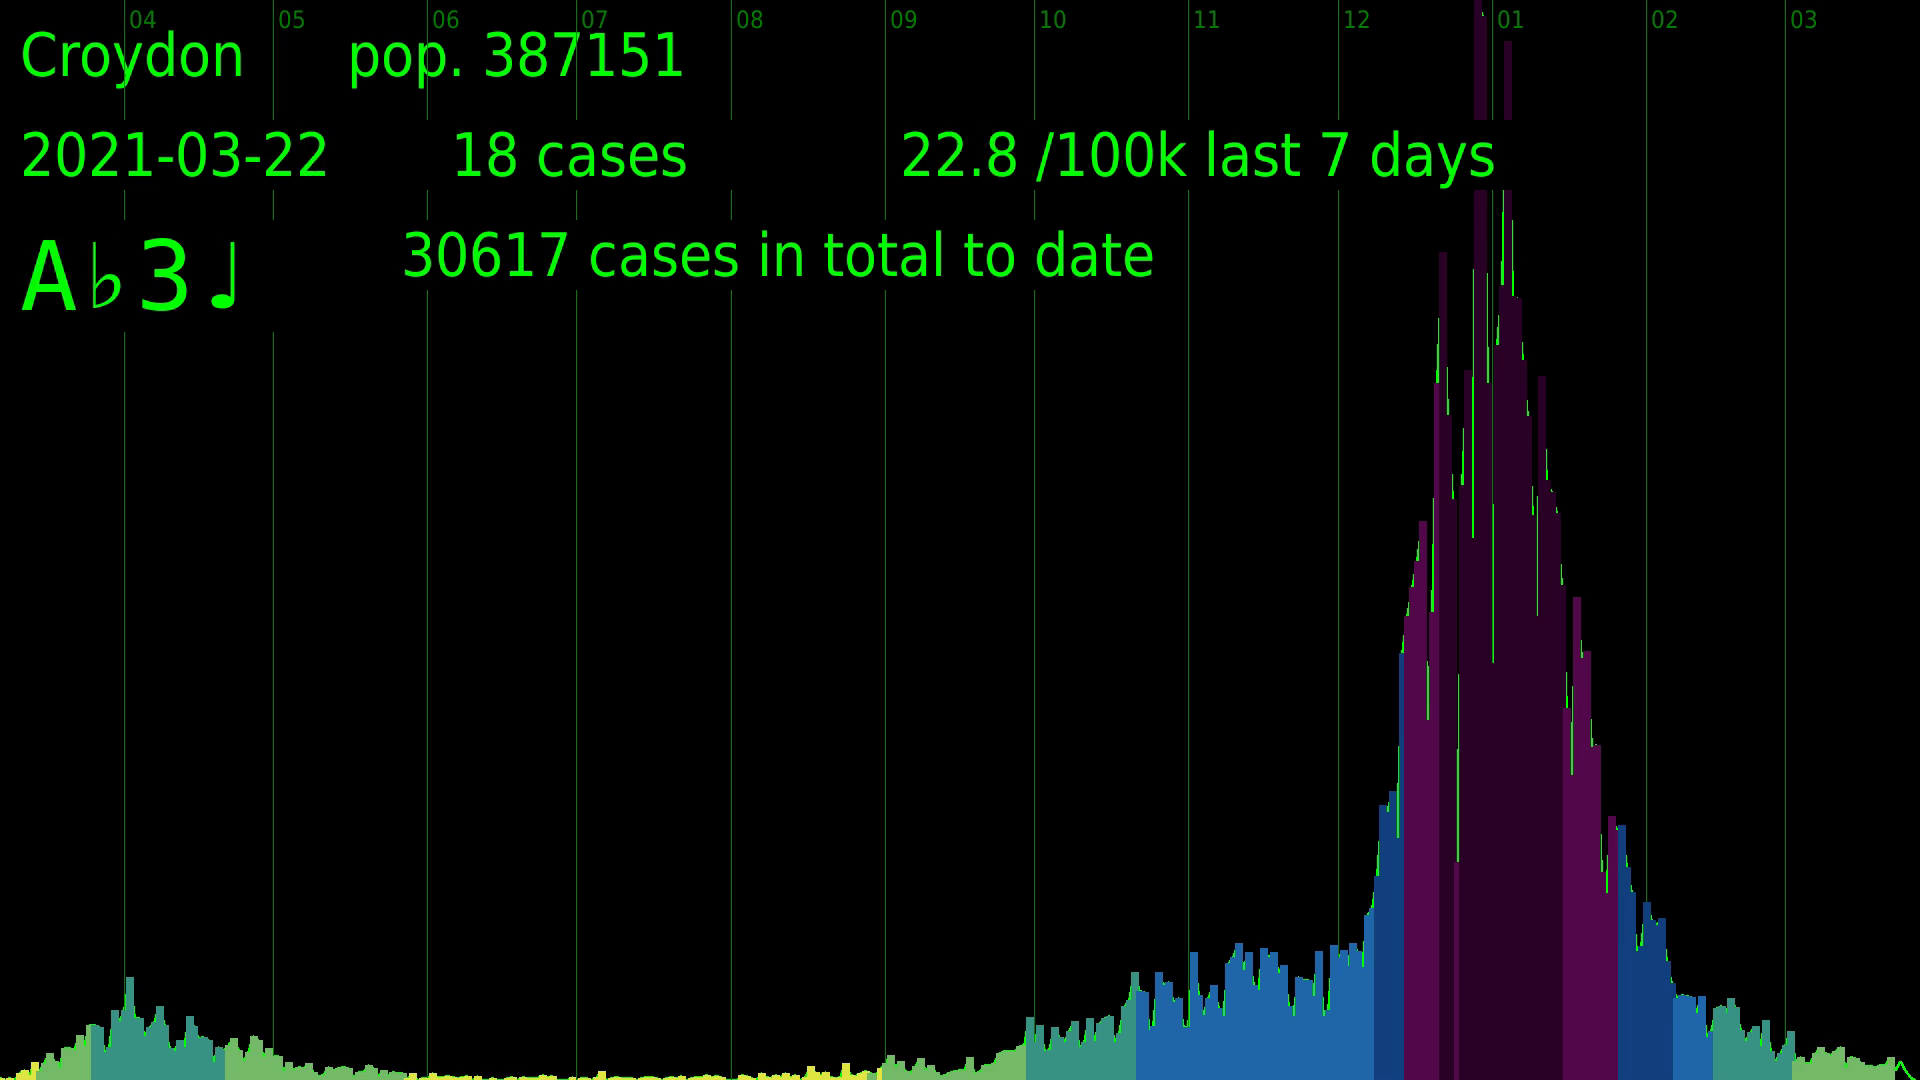 04 05 06 07 08 09 10 11 12 01 02 03
Croydon pop. 387151
2021-03-22 18 cases 22.8 /100k last 7 days
A♭3♩ 30617 cases in total to date